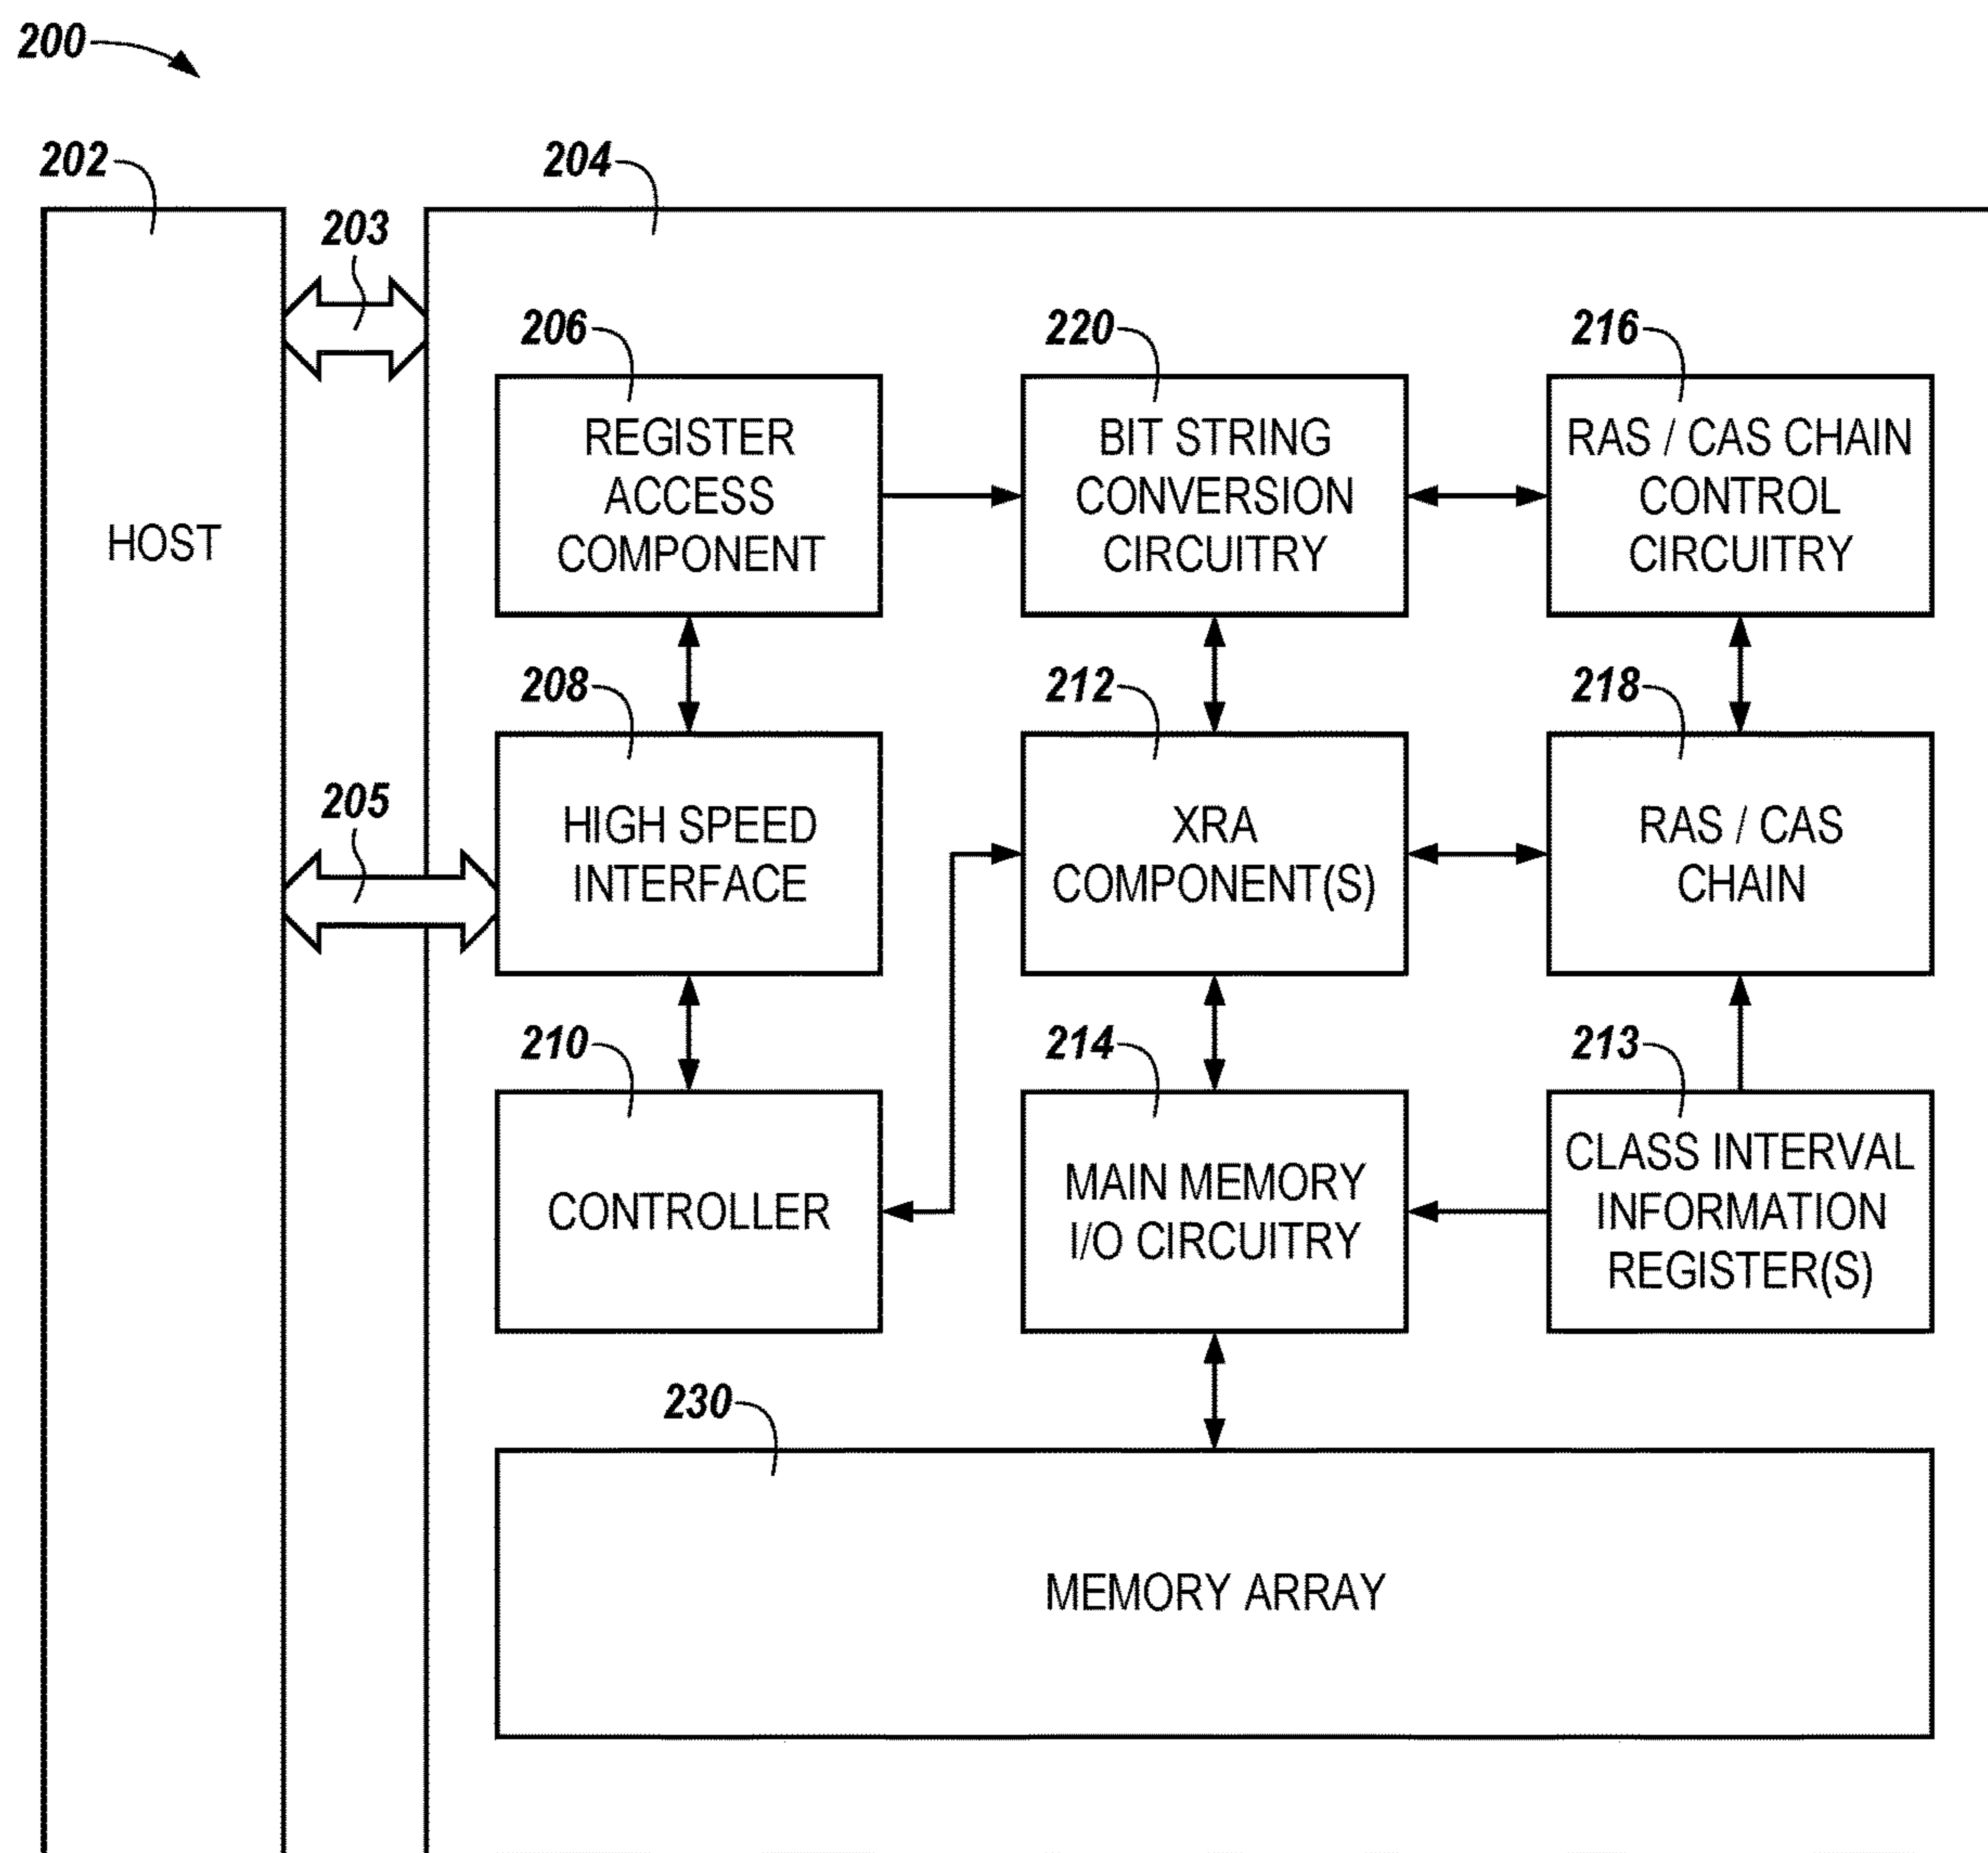 200
202
204
203
206
220
216
HOST
REGISTER
ACCESS
COMPONENT
BIT STRING
CONVERSION
CIRCUITRY
RAS / CAS CHAIN
CONTROL
CIRCUITRY
208
212
218
205
HIGH SPEED
INTERFACE
XRA
COMPONENT(S)
RAS / CAS
CHAIN
210
214
213
CONTROLLER
MAIN MEMORY
I/O CIRCUITRY
CLASS INTERVAL
INFORMATION
REGISTER(S)
230
MEMORY ARRAY